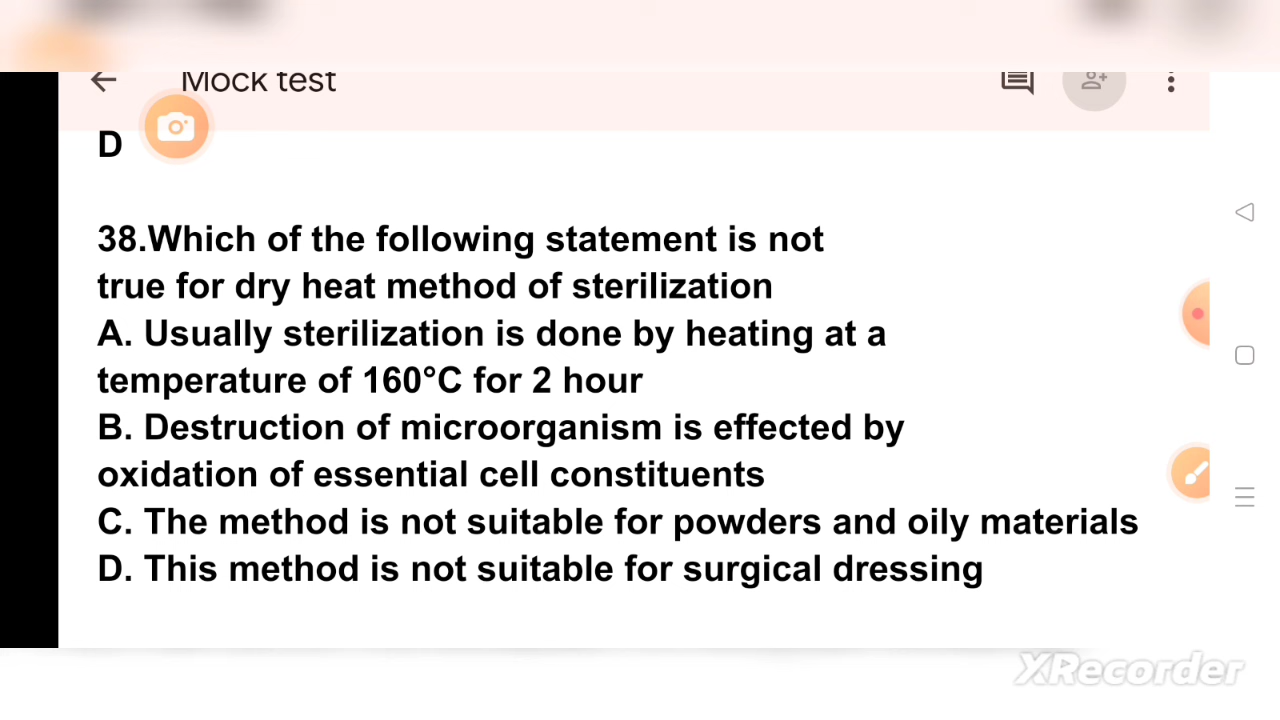 Mock test
D
38.Which of the following statement is not
true for dry heat method of sterilization
A. Usually sterilization is done by heating at a
temperature of 160°C for 2 hour
B. Destruction of microorganism is effected by
oxidation of essential cell constituents
C. The method is not suitable for powders and oily materials
D. This method is not suitable for surgical dressing
XRecorder